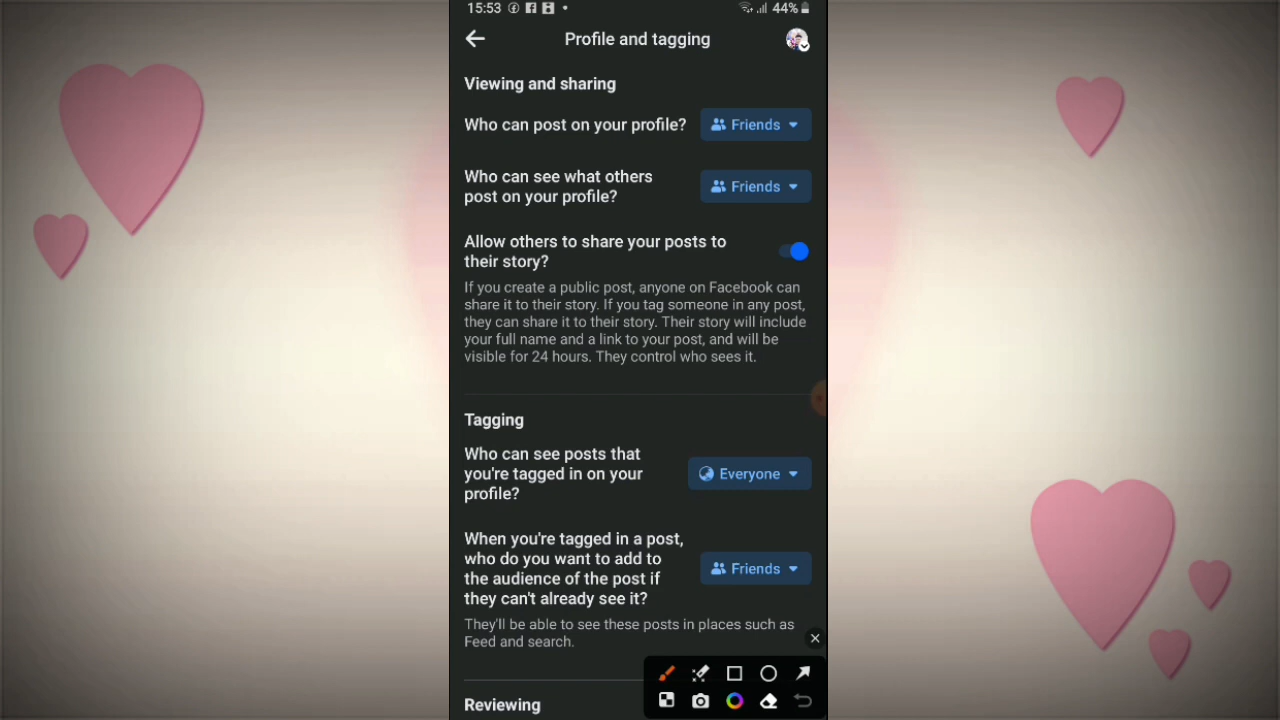 15:53
44%
Profile and tagging
Viewing and sharing
Who can post on your profile?
Friends
Who can see what others
post on your profile?
Friends
Allow others to share your posts to
their story?
If you create a public post, anyone on Facebook can
share it to their story. If you tag someone in any post,
they can share it to their story. Their story will include
your full name and a link to your post, and will be
visible for 24 hours. They control who sees it.
Tagging
Who can see posts that
you're tagged in on your
profile?
Everyone
When you're tagged in a post,
who do you want to add to
the audience of the post if
they can't already see it?
Friends
They'll be able to see these posts in places such as
Feed and search.
Reviewing